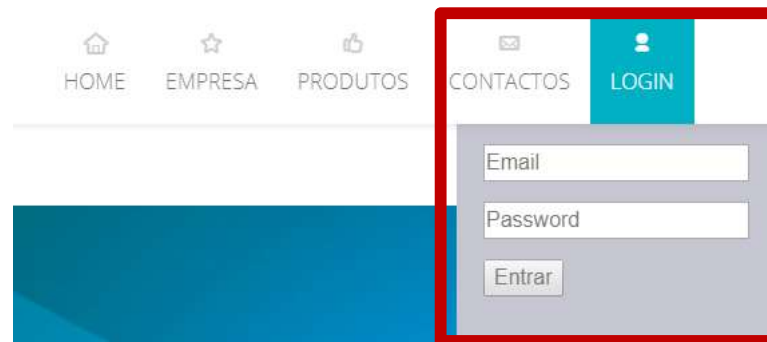 HOME EMPRESA PRODUTOS CONTACTOS LOGIN
Email
Password
Entrar